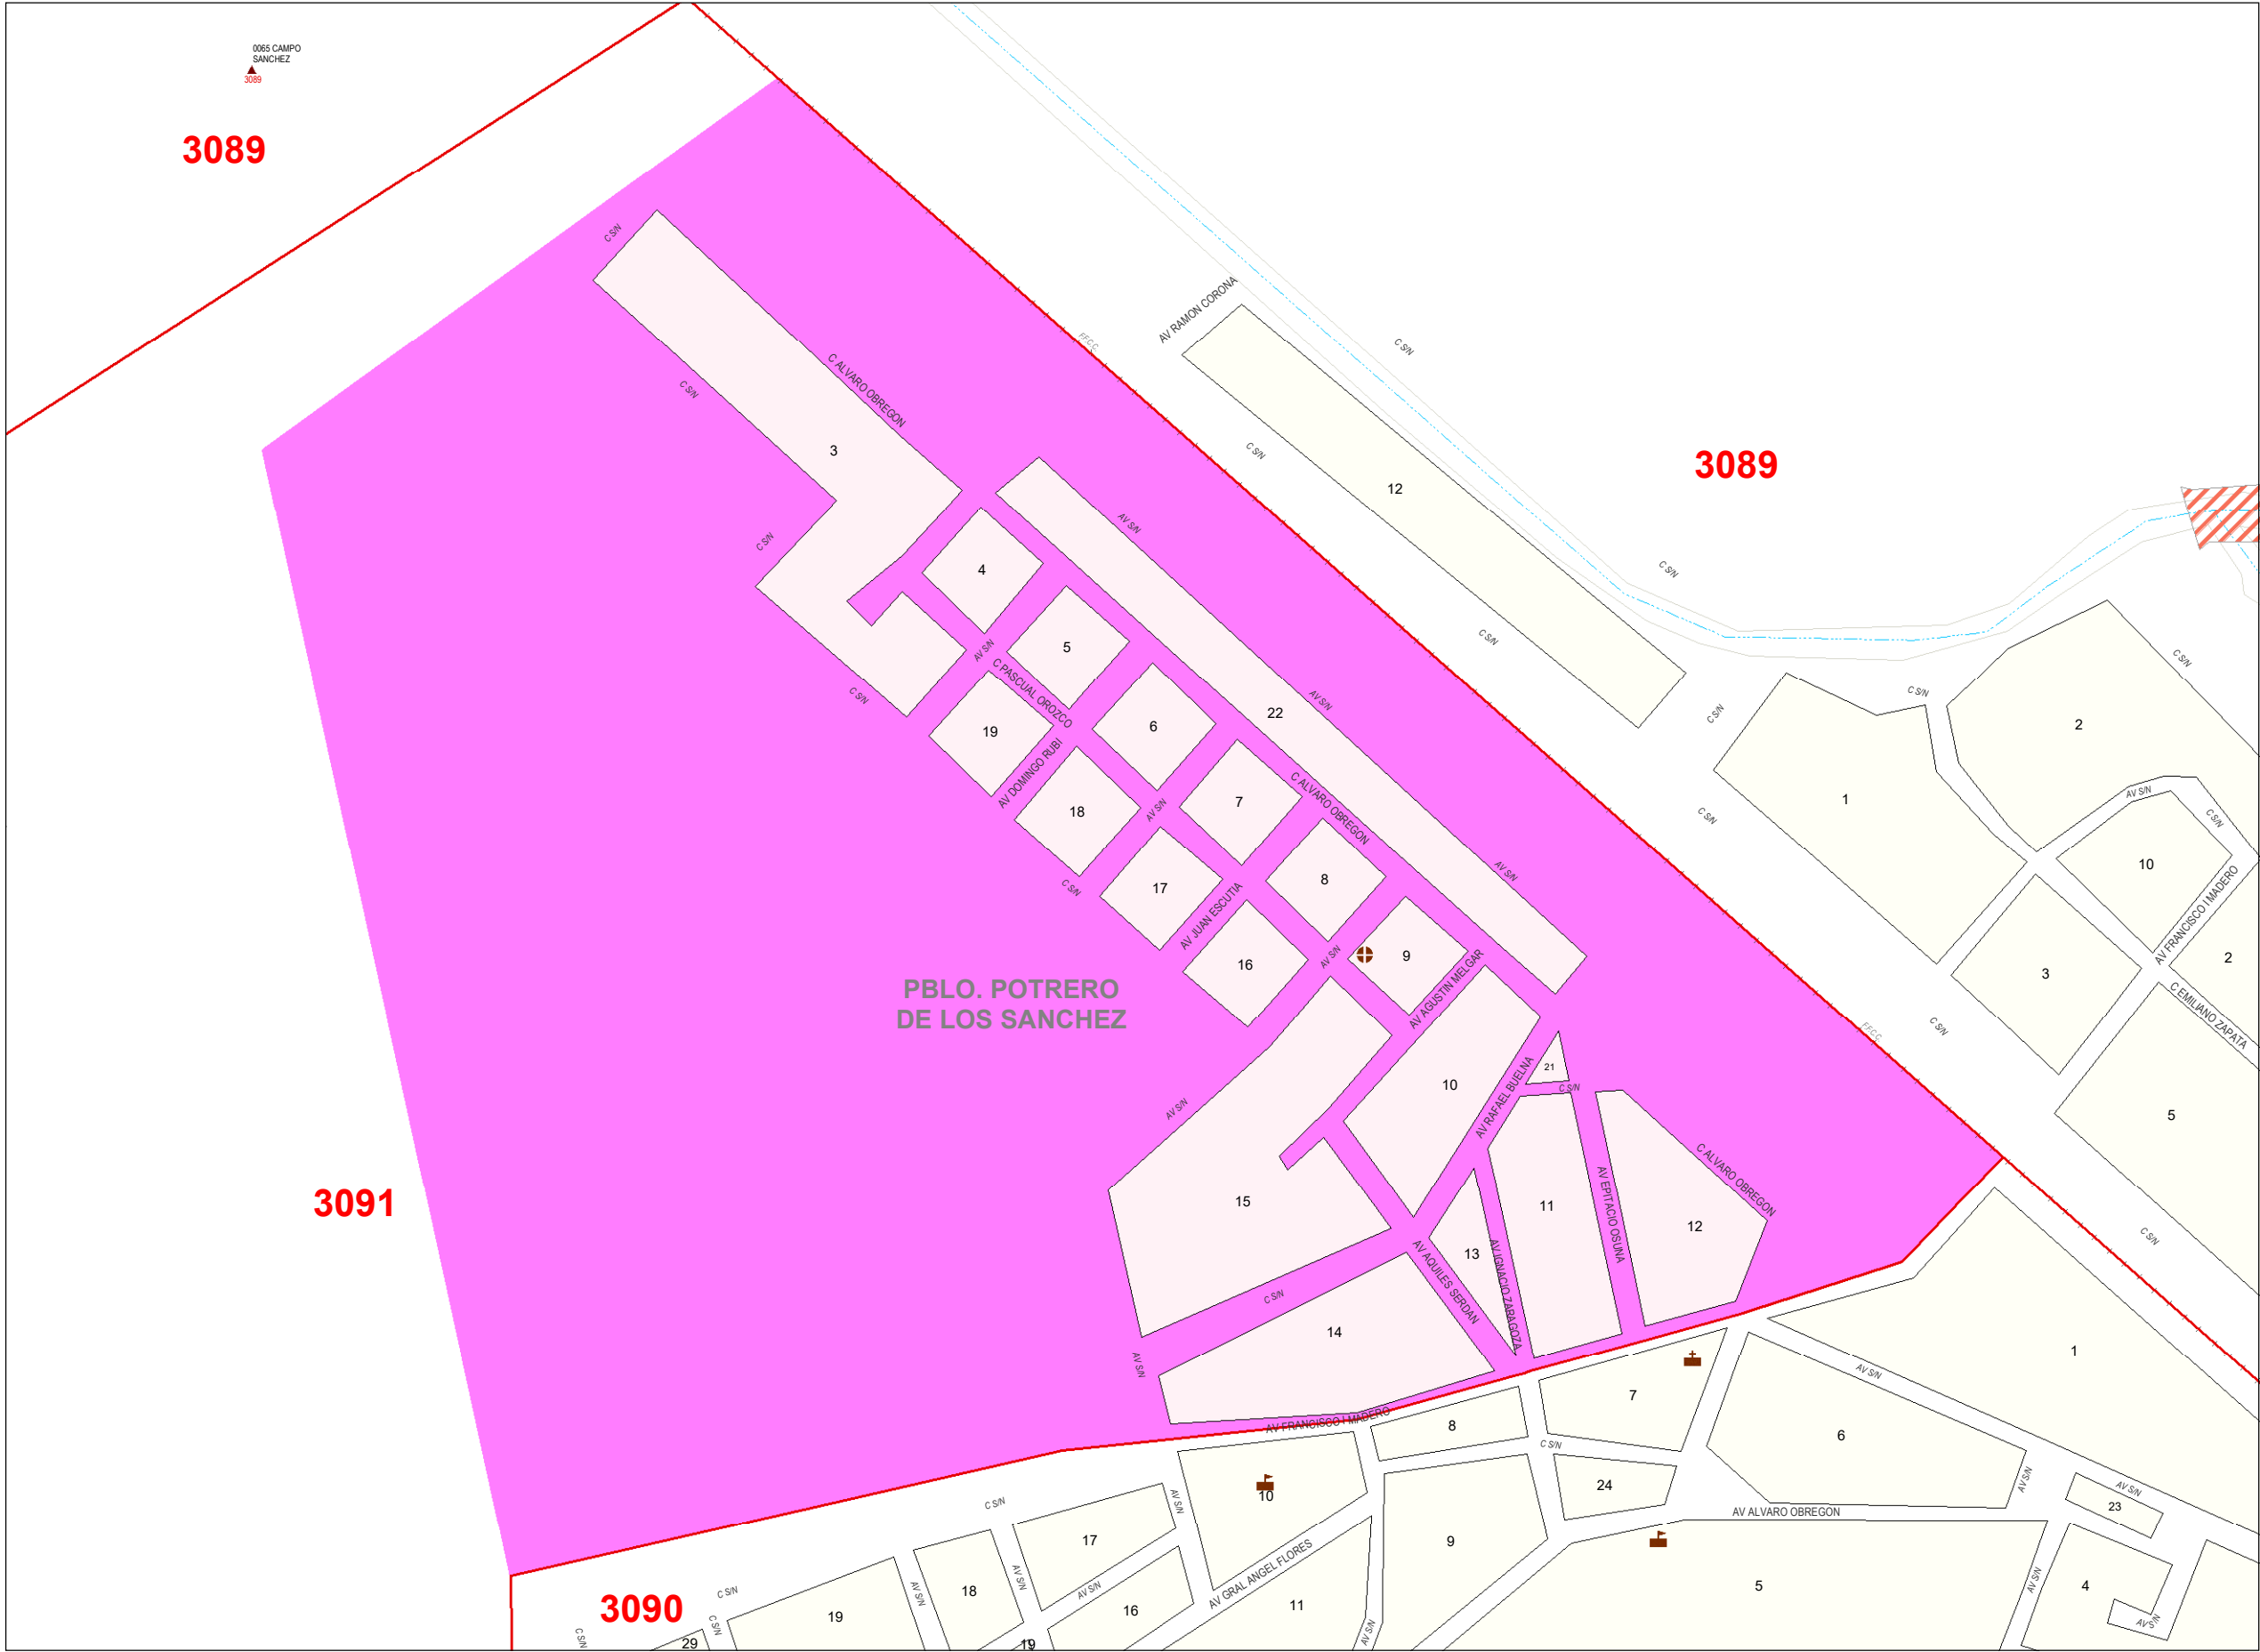 0065 CAMPO
SANCHEZ
3089
3089
C S/N
AV RAMON CORONA
F.F.C.C.
C S/N
C ALVARO OBREGON
C S/N
3
C S/N
12
3089
AV S/N
C S/N
C S/N
4
C S/N
5
AV S/N
C PASCUAL OROZCO
C S/N
C S/N
C S/N
AV S/N
22
C S/N
2
6
19
AV DOMINGO RUBI
C ALVARO OBREGON
7
AV S/N
18
1
C S/N
AV S/N
C S/N
10
AV S/N
8
C S/N
17
AV JUAN ESCUTIA
AV FRANCISCO I MADERO
9
AV S/N
16
AV AGUSTIN MELGAR
2
3
PBLO. POTRERO
DE LOS SANCHEZ
C EMILIANO ZAPATA
F.F.C.C.
C S/N
21
C S/N
10
AV RAFAEL BUELNA
AV S/N
5
3091
15
11
AV EPITACIO OSUNA
C ALVARO OBREGON
12
C S/N
13
AV AQUILES SERDAN
AV IGNACIO ZARAGOZA
C S/N
14
AV S/N
1
AV S/N
7
AV FRANCISCO I MADERO
8
6
C S/N
24
AV S/N
AV S/N
23
10
AV S/N
C S/N
AV ALVARO OBREGON
17
9
AV GRAL ANGEL FLORES
5
4
AV S/N
AV S/N
C S/N
3090
18
AV S/N
AV S/N
AV S/N
16
11
19
C S/N
C S/N
29
19
AV S/N
AV S/N